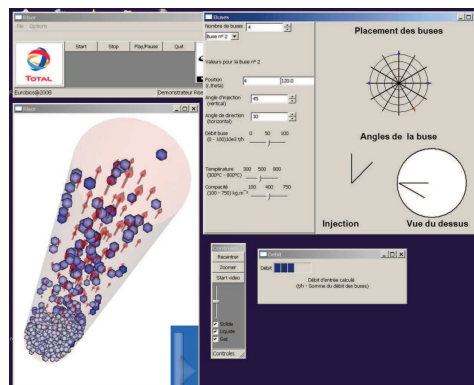 Blaze
File Options
TOTAL
Start Stop Play/Pause Quit
Eurobios@2008
Buses
Nombre de buses 4
Buse n° 2
Valeurs pour la buse n° 2
Position
(r,theta)
4 120.0
Angle d'injection
(vertical)
45
Angle de direction
(horizontal)
30
Débit buse
(0 - 100)10e3 t/h
0 50 100
Température
(300°C - 800°C)
300 500 800
Compacité
(100 - 750) kg.m⁻³
100 400 750
Placement des buses
Angles de la buse
Injection
Vue du dessus
Controles
Recentrer
Zoomer
Start video
Solide
Liquide
Gaz
Controles
Débit
Débit
Débit d'entrée calculé
(t/h - Somme du débit des buses)